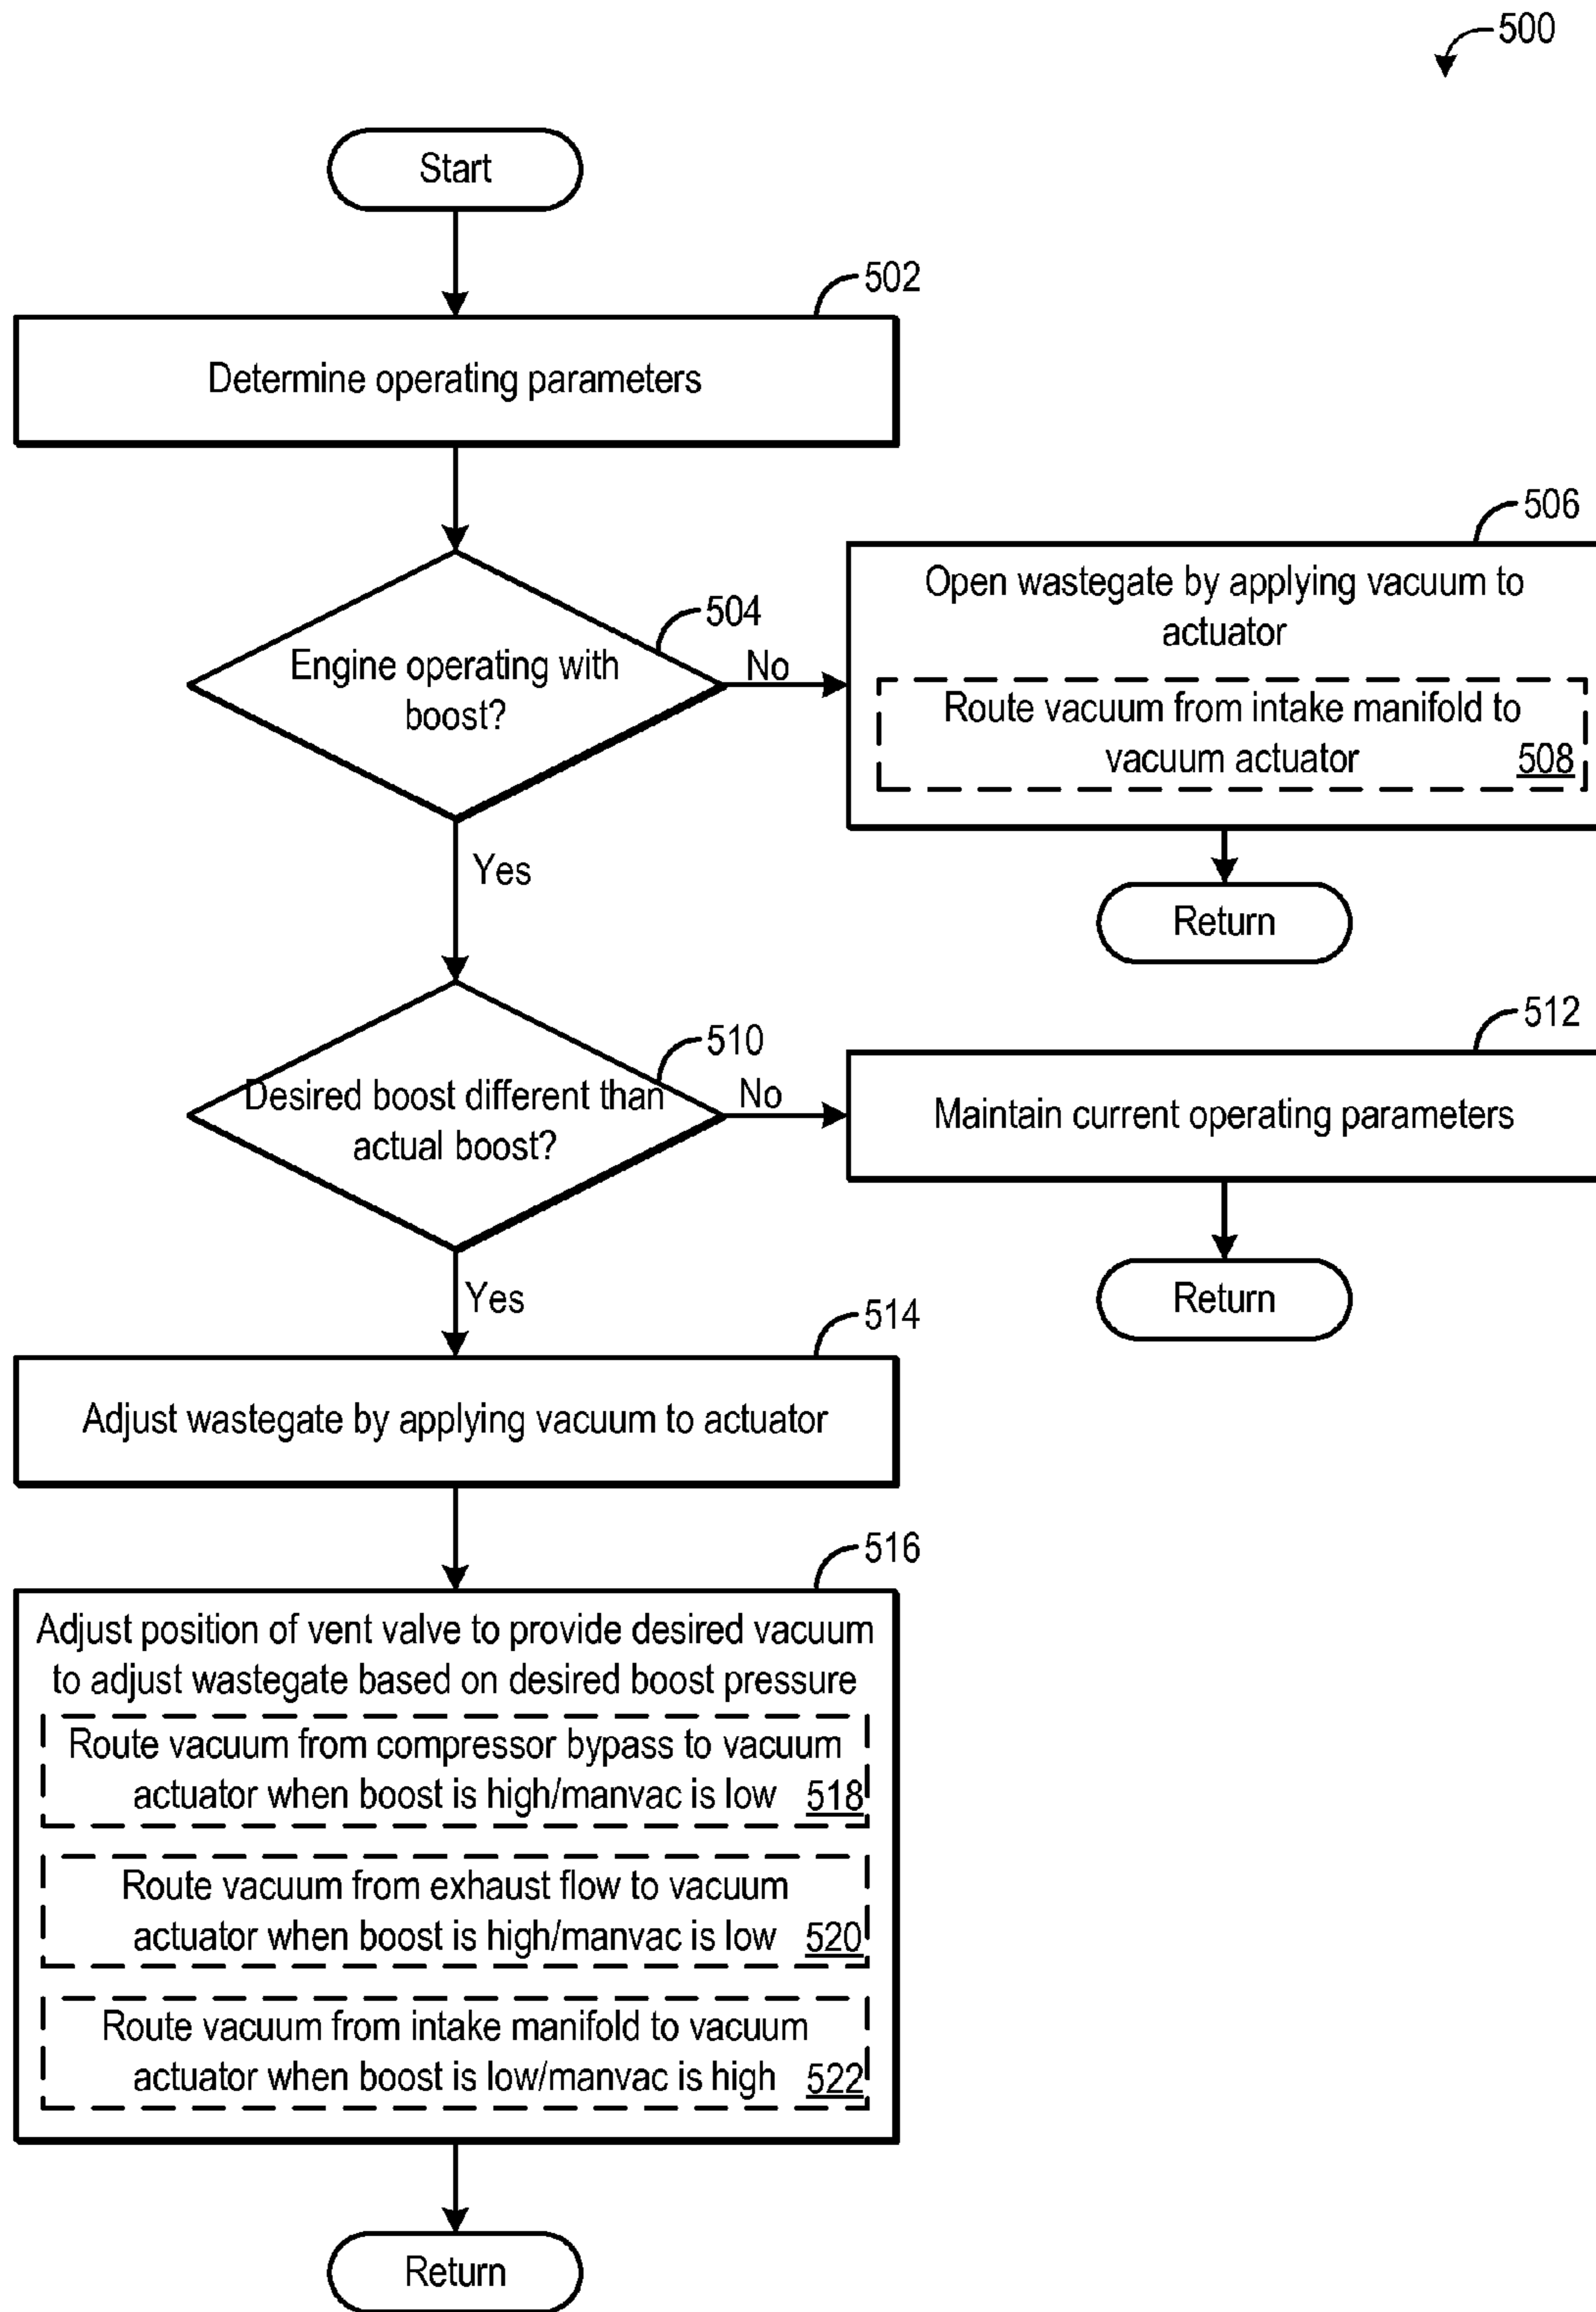 500
Start
502
Determine operating parameters
504
Engine operating with
boost?
No
506
Open wastegate by applying vacuum to
actuator
Route vacuum from intake manifold to
vacuum actuator 508
Return
Yes
510
Desired boost different than
actual boost?
No
512
Maintain current operating parameters
Return
Yes
514
Adjust wastegate by applying vacuum to actuator
516
Adjust position of vent valve to provide desired vacuum
to adjust wastegate based on desired boost pressure
Route vacuum from compressor bypass to vacuum
actuator when boost is high/manvac is low 518
Route vacuum from exhaust flow to vacuum
actuator when boost is high/manvac is low 520
Route vacuum from intake manifold to vacuum
actuator when boost is low/manvac is high 522
Return